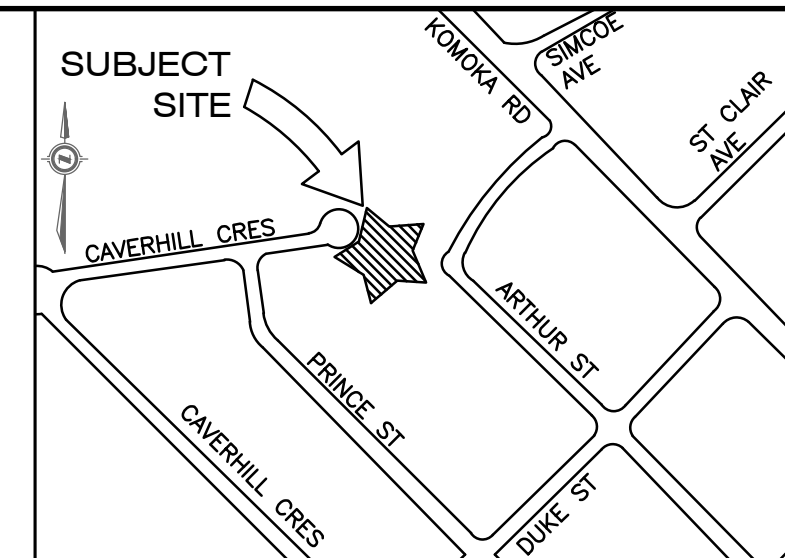 SUBJECT
SITE
KOMOKA RD
SIMCOE
AVE
ST CLAIR
AVE
CAVERHILL CRES
ARTHUR ST
PRINCE ST
CAVERHILL CRES
DUKE ST